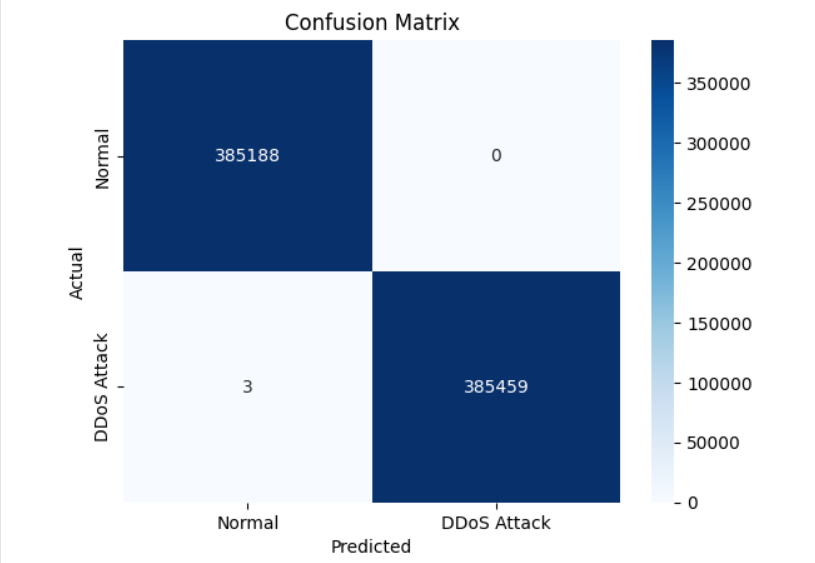 Confusion Matrix
Actual
Normal
385188
0
DDoS Attack
3
385459
Normal
DDoS Attack
Predicted
350000
300000
250000
200000
150000
100000
50000
0